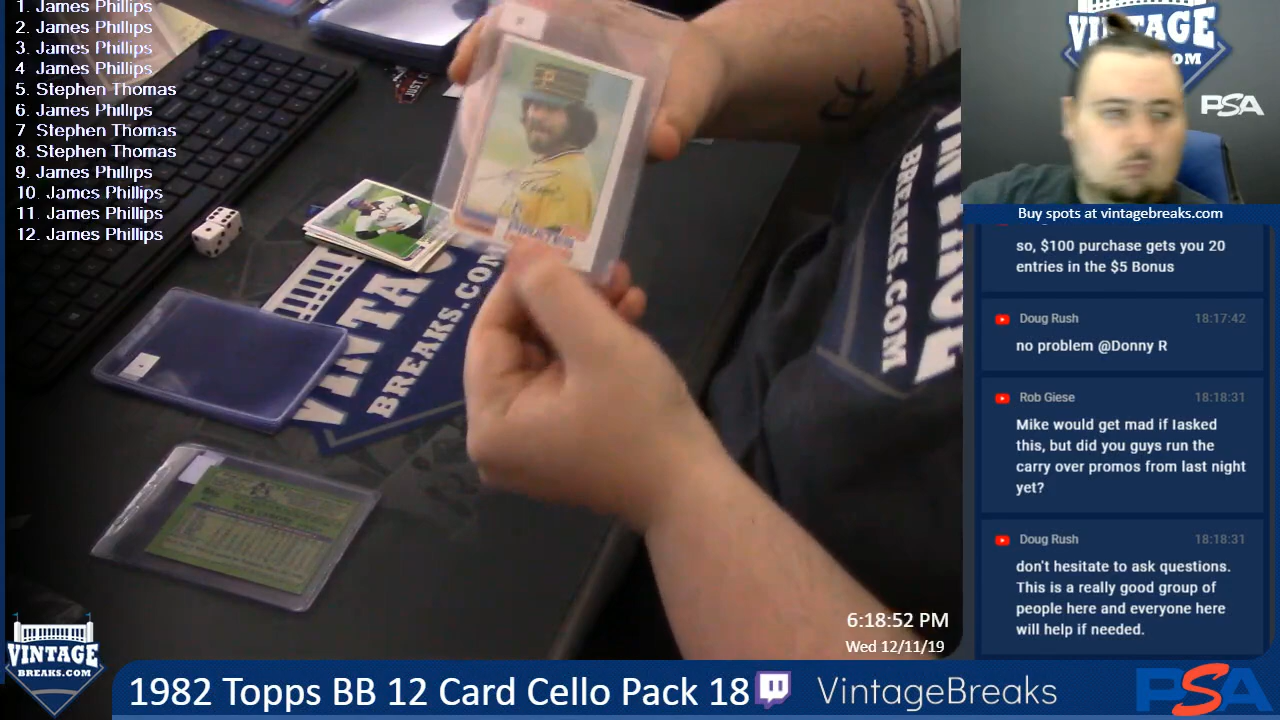 1. James Phillips
2. James Phillips
3. James Phillips
4 James Phillips
5. Stephen Thomas
6. James Phillips
7 Stephen Thomas
8. Stephen Thomas
9. James Phillips
10. James Phillips
11. James Phillips
12. James Phillips
P
JUST
VINTA
BREAKS.COM
VINTAGE
BREAKS.COM
VINTAGE
OM
PSA
Buy spots at vintagebreaks.com
so, $100 purchase gets you 20
entries in the $5 Bonus
Doug Rush 18:17:42
no problem @Donny R
Rob Giese 18:18:31
Mike would get mad if Iasked
this, but did you guys run the
carry over promos from last night
yet?
Doug Rush 18:18:31
don't hesitate to ask questions.
This is a really good group of
people here and everyone here
will help if needed.
6:18:52 PM
Wed 12/11/19
VINTAGE
BREAKS.COM
1982 Topps BB 12 Card Cello Pack 18 VintageBreaks
PSA